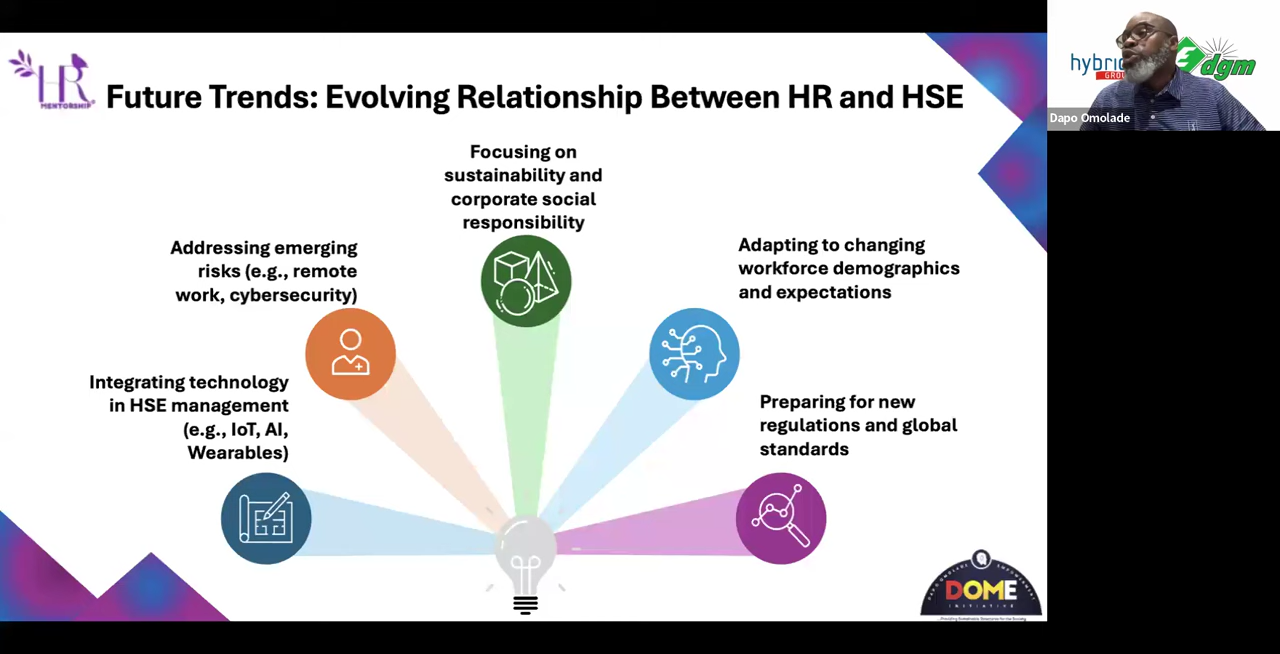 HR
MENTORSHIP
Future Trends: Evolving Relationship Between HR and HSE
Focusing on
sustainability and
corporate social
responsibility
Addressing emerging
risks (e.g., remote
work, cybersecurity)
Adapting to changing
workforce demographics
and expectations
Integrating technology
in HSE management
(e.g., IoT, AI,
Wearables)
Preparing for new
regulations and global
standards
DOME
INITIATIVE
dgm
Dapo Omolade